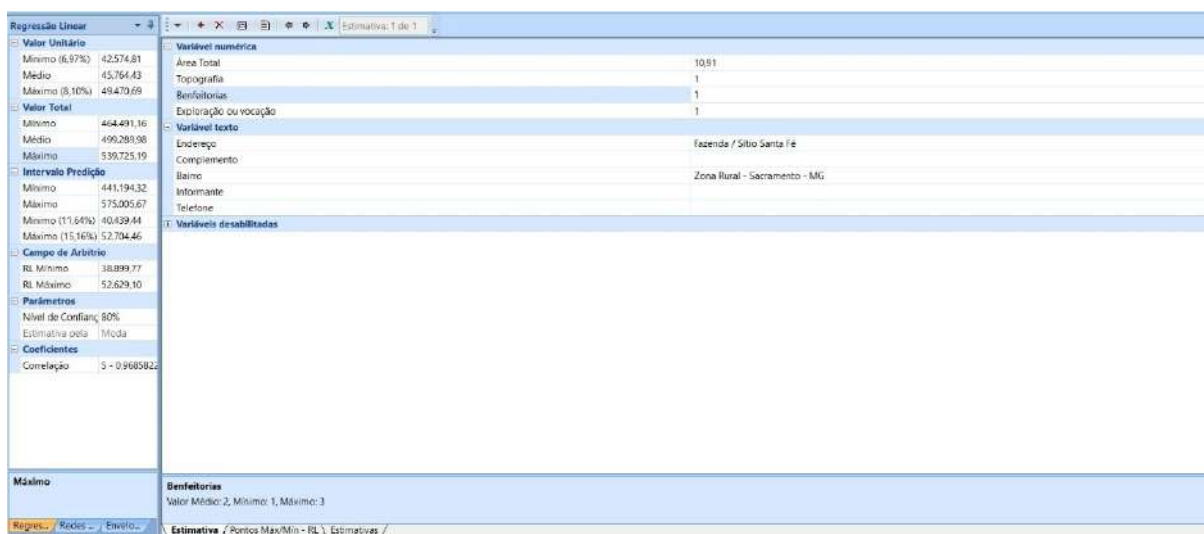 Regressão Linear
Estimativa: 1 de 1
Valor Unitário
Mínimo (6,97%) 42.574,81
Médio 45.764,43
Máximo (8,10%) 49.470,69
Valor Total
Mínimo 464.491,16
Médio 499.289,98
Máximo 539.725,19
Intervalo Predição
Mínimo 441.194,32
Máximo 575.005,67
Mínimo (11,64%) 40.439,44
Máximo (15,16%) 52.704,46
Campo de Arbítrio
RL Mínimo 38.899,77
RL Máximo 52.629,10
Parâmetros
Nível de Confianç 80%
Estimativa pela Moda
Coeficientes
Correlação 5 - 0,9685822
Máximo
Regres... Redes ... Envelo...
Variável numérica
Área Total 10,91
Topografia 1
Benfeitorias 1
Exploração ou vocação 1
Variável texto
Endereço Fazenda / Sítio Santa Fé
Complemento
Bairro Zona Rural - Sacramento - MG
Informante
Telefone
Variáveis desabilitadas
Benfeitorias
Valor Médio: 2, Mínimo: 1, Máximo: 3
Estimativa / Pontos Máx/Mín - RL \ Estimativas /